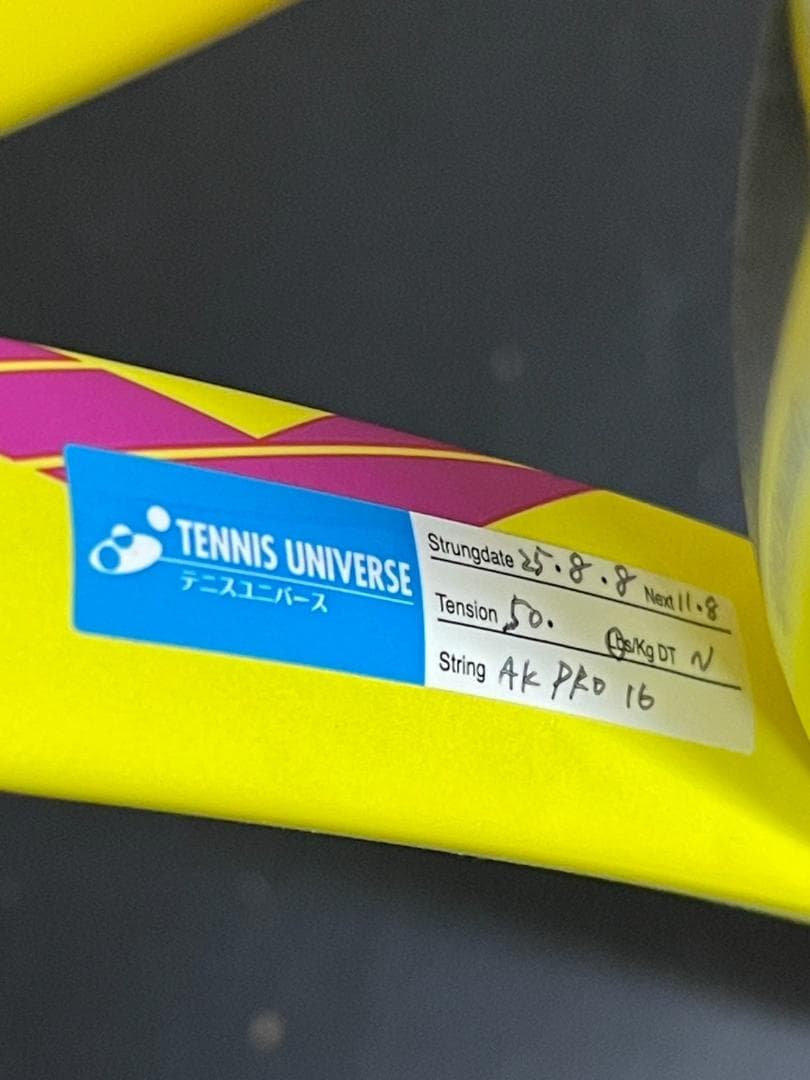 TENNIS UNIVERSE
テニスユニバース
Strungdate 25.8.8 Next 11.8
Tension 50. Lbs/Kg DT N
String AK PRO 16